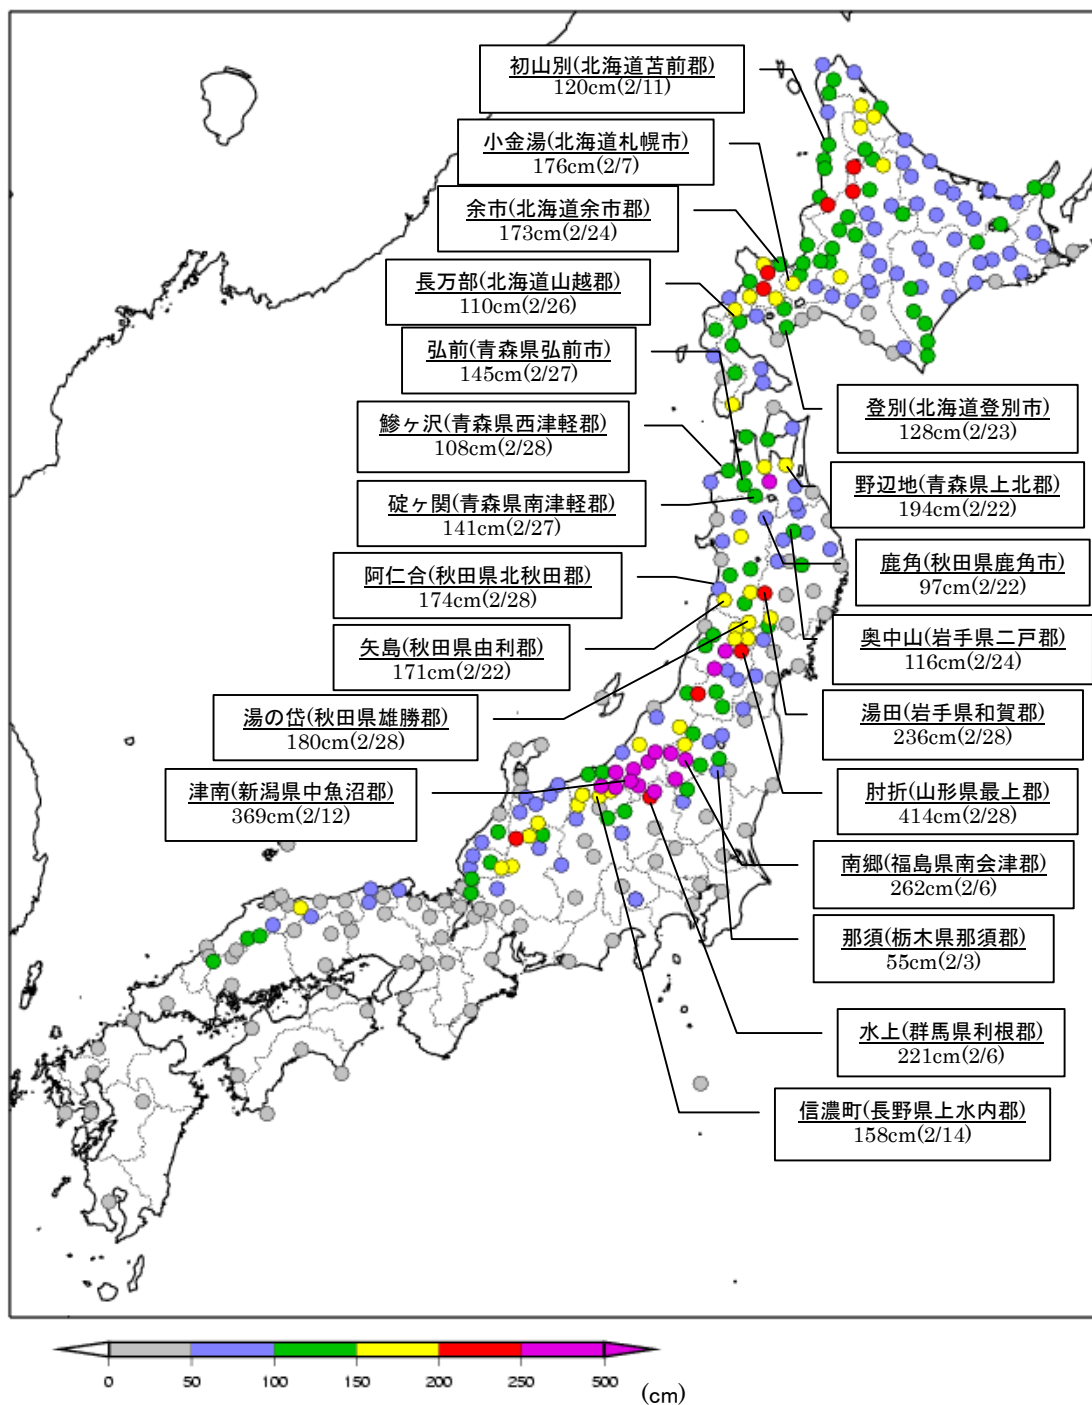 初山別(北海道苫前郡)
120cm(2/11)
小金湯(北海道札幌市)
176cm(2/7)
余市(北海道余市郡)
173cm(2/24)
長万部(北海道山越郡)
110cm(2/26)
弘前(青森県弘前市)
145cm(2/27)
登別(北海道登別市)
128cm(2/23)
鰺ヶ沢(青森県西津軽郡)
108cm(2/28)
野辺地(青森県上北郡)
194cm(2/22)
碇ヶ関(青森県南津軽郡)
141cm(2/27)
鹿角(秋田県鹿角市)
97cm(2/22)
阿仁合(秋田県北秋田郡)
174cm(2/28)
奥中山(岩手県二戸郡)
116cm(2/24)
矢島(秋田県由利郡)
171cm(2/22)
湯田(岩手県和賀郡)
236cm(2/28)
湯の岱(秋田県雄勝郡)
180cm(2/28)
津南(新潟県中魚沼郡)
369cm(2/12)
肘折(山形県最上郡)
414cm(2/28)
南郷(福島県南会津郡)
262cm(2/6)
那須(栃木県那須郡)
55cm(2/3)
水上(群馬県利根郡)
221cm(2/6)
信濃町(長野県上水内郡)
158cm(2/14)
0 50 100 150 200 250 500
(cm)